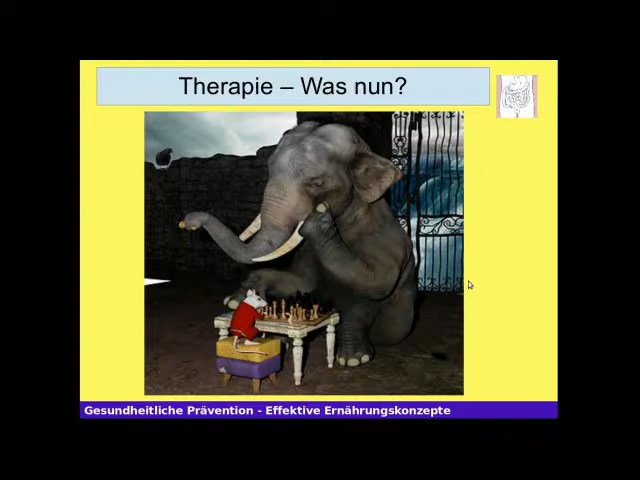 Therapie – Was nun?
Gesundheitliche Prävention - Effektive Ernährungskonzepte